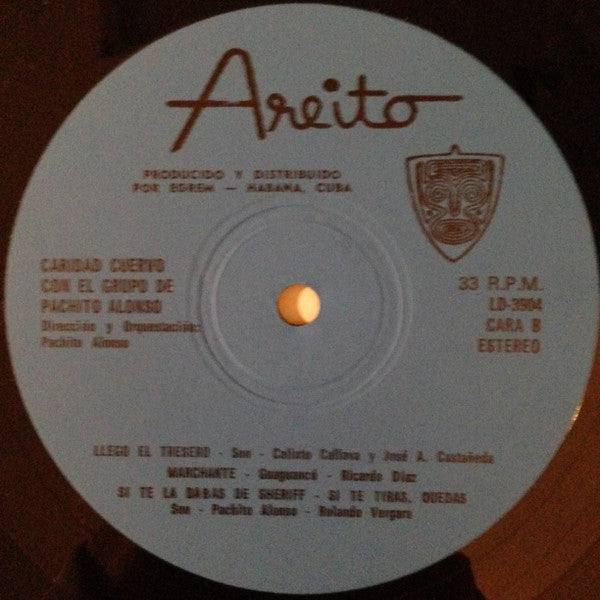 Areito
PRODUCIDO Y DISTRIBUIDO
POR EGREM — HABANA, CUBA
CARIDAD CUERVO
CON EL GRUPO DE
PACHITO ALONSO
Dirección y Orquestación:
Pachito Alonso
33 R.P.M.
LD-3904
CARA B
ESTEREO
LLEGO EL TRESERO - Son - Calixto Callava y José A. Castañeda
MARCHANTE - Guaguancó - Ricardo Díaz
SI TE LA DABAS DE SHERIFF - SI TE TIRAS, QUEDAS
Son - Pachito Alonso - Rolando Vergara